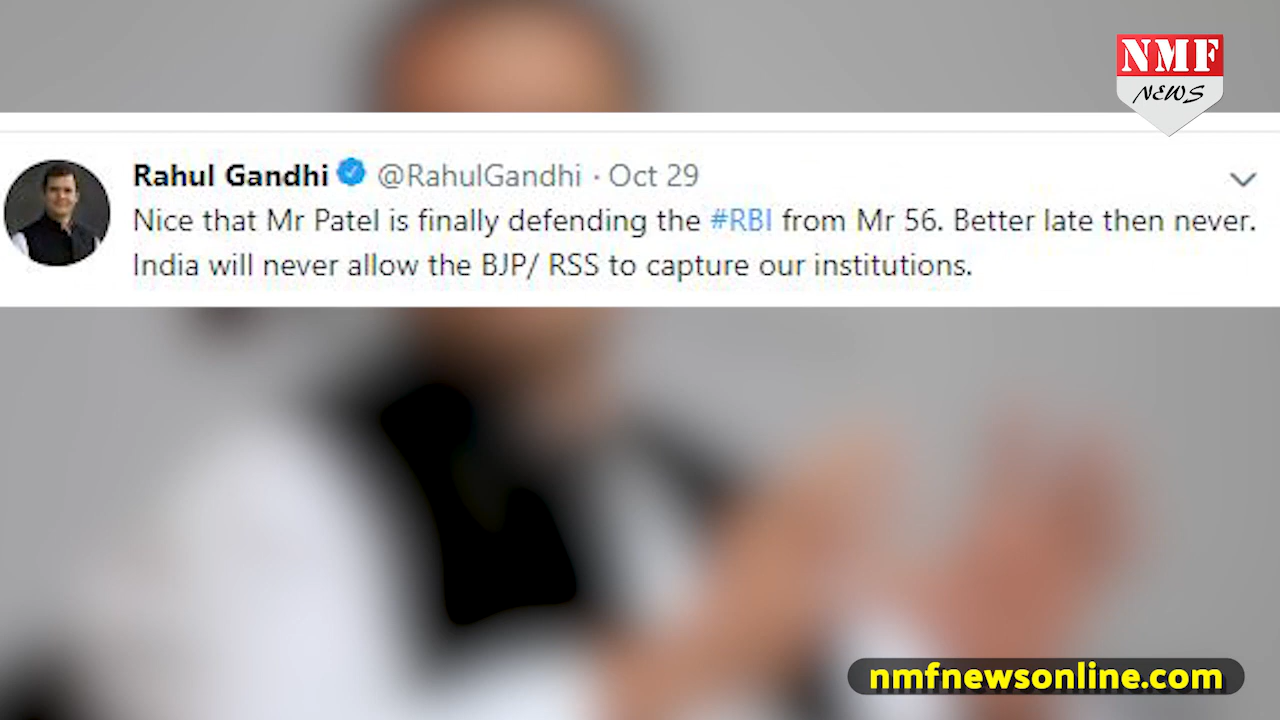 NMF
NEWS
Rahul Gandhi @RahulGandhi · Oct 29
Nice that Mr Patel is finally defending the #RBI from Mr 56. Better late then never.
India will never allow the BJP/ RSS to capture our institutions.
nmfnewsonline.com